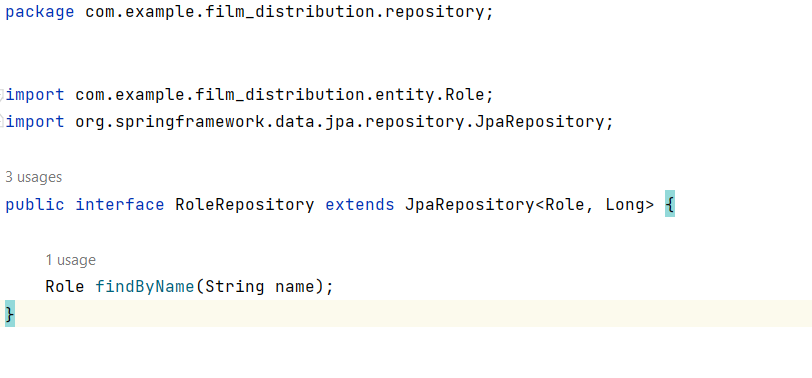 package com.example.film_distribution.repository;
import com.example.film_distribution.entity.Role;
import org.springframework.data.jpa.repository.JpaRepository;
3 usages
public interface RoleRepository extends JpaRepository<Role, Long> {
1 usage
Role findByName(String name);
}